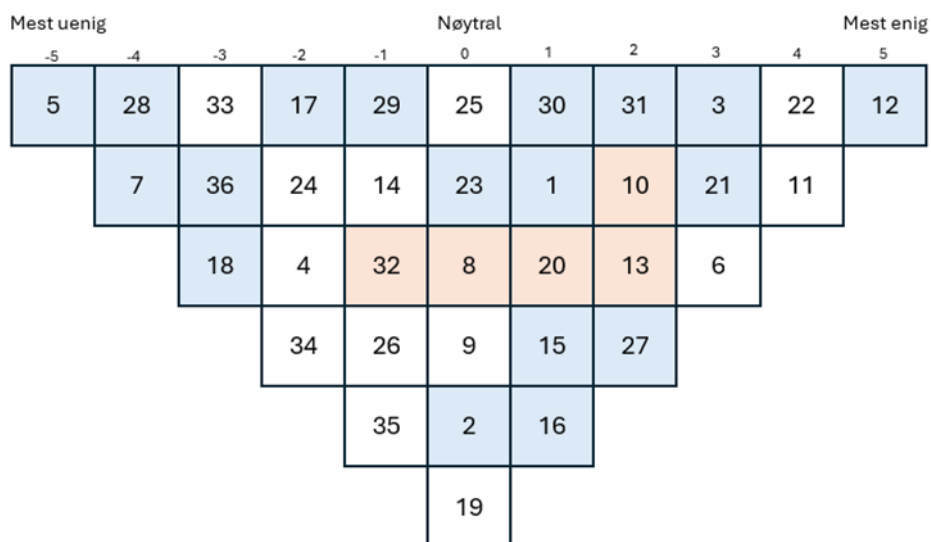 Mest uenig Nøytral Mest enig
-5 -4 -3 -2 -1 0 1 2 3 4 5
5 28 33 17 29 25 30 31 3 22 12
7 36 24 14 23 1 10 21 11
18 4 32 8 20 13 6
34 26 9 15 27
35 2 16
19